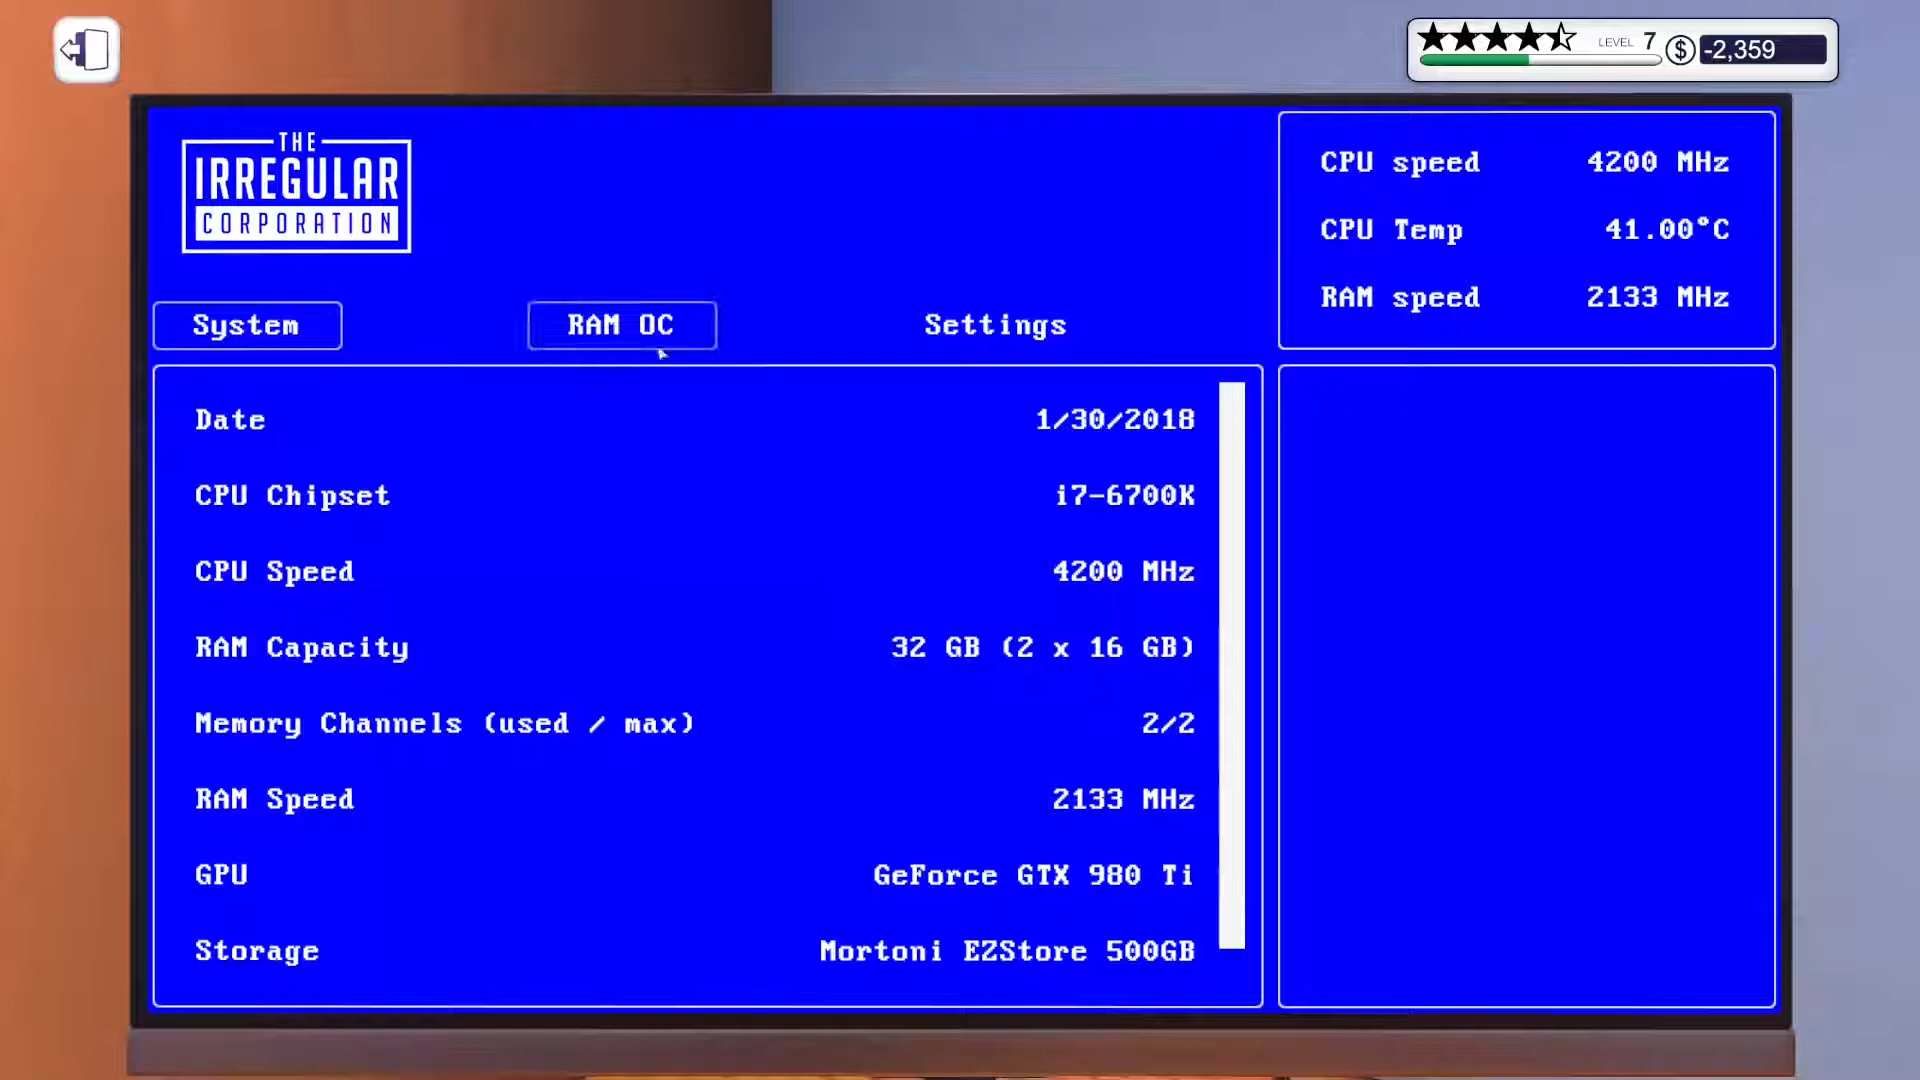 LEVEL 7 $ -2,359
THE
IRREGULAR
CORPORATION
CPU speed 4200 MHz
CPU Temp 41.00°C
RAM speed 2133 MHz
System RAM OC Settings
Date 1/30/2018
CPU Chipset i7-6700K
CPU Speed 4200 MHz
RAM Capacity 32 GB (2 x 16 GB)
Memory Channels (used / max) 2/2
RAM Speed 2133 MHz
GPU GeForce GTX 980 Ti
Storage Mortoni EZStore 500GB